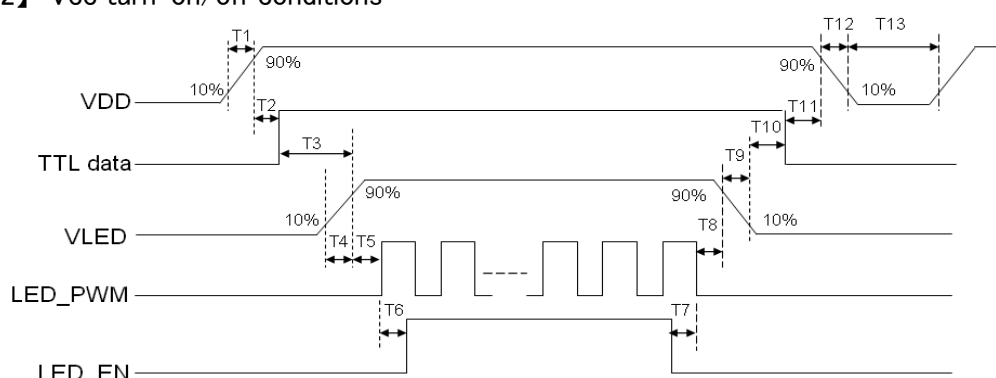 2】 Vcc turn-on/off conditions
T1 T12 T13
90% 90%
10% 10%
VDD
T2 T11
T10
T3 T9
TTL data
90% 90%
10% 10%
T8
VLED
T4 T5
LED_PWM
T6 T7
LED_EN